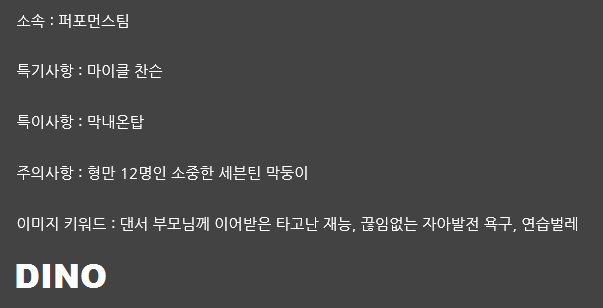 소속 : 퍼포먼스팀
특기사항 : 마이클 찬슨
특이사항 : 막내온탑
주의사항 : 형만 12명인 소중한 세븐틴 막둥이
이미지 키워드 : 댄서 부모님께 이어받은 타고난 재능, 끊임없는 자아발전 욕구, 연습벌레
DINO